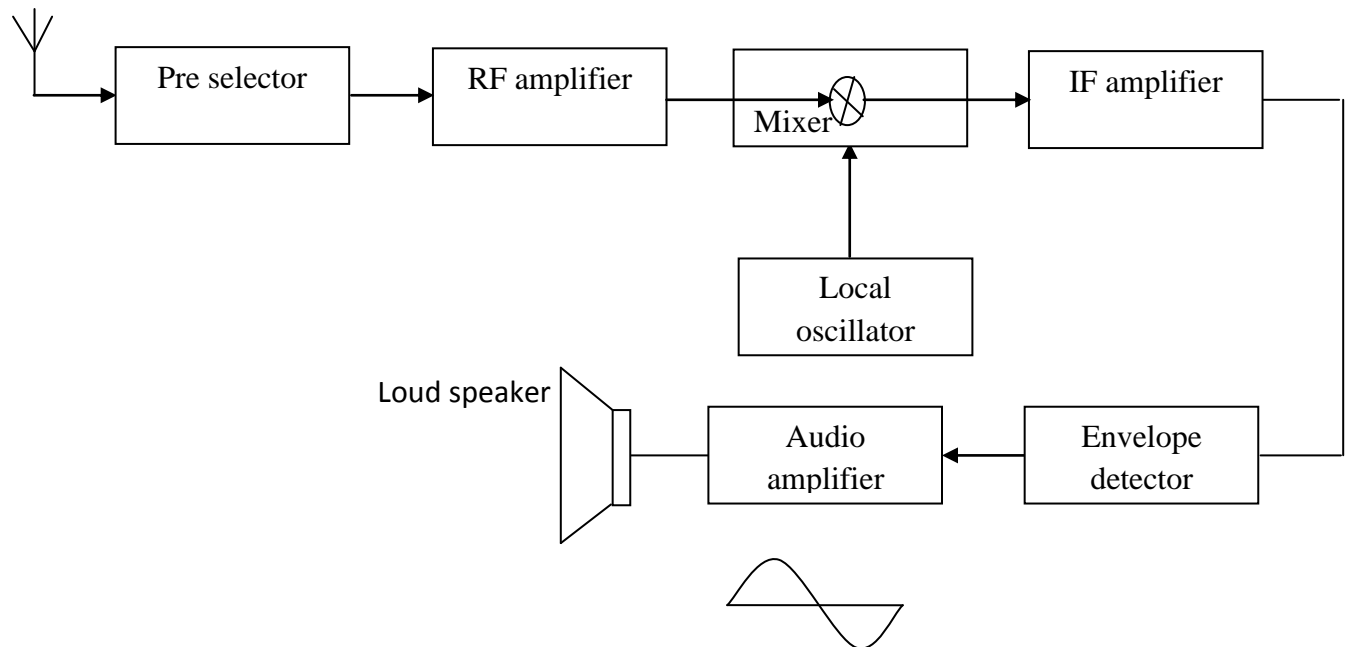 Pre selector
RF amplifier
Mixer
IF amplifier
Local
oscillator
Loud speaker
Audio
amplifier
Envelope
detector